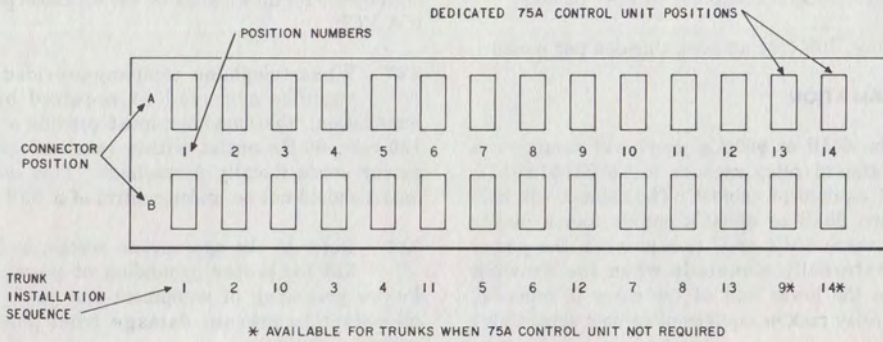 DEDICATED 75A CONTROL UNIT POSITIONS
POSITION NUMBERS
A
CONNECTOR
POSITION
1 2 3 4 5 6 7 8 9 10 11 12 13 14
B
TRUNK
INSTALLATION
SEQUENCE
1 2 10 3 4 11 5 6 12 7 8 13 9* 14*
* AVAILABLE FOR TRUNKS WHEN 75A CONTROL UNIT NOT REQUIRED